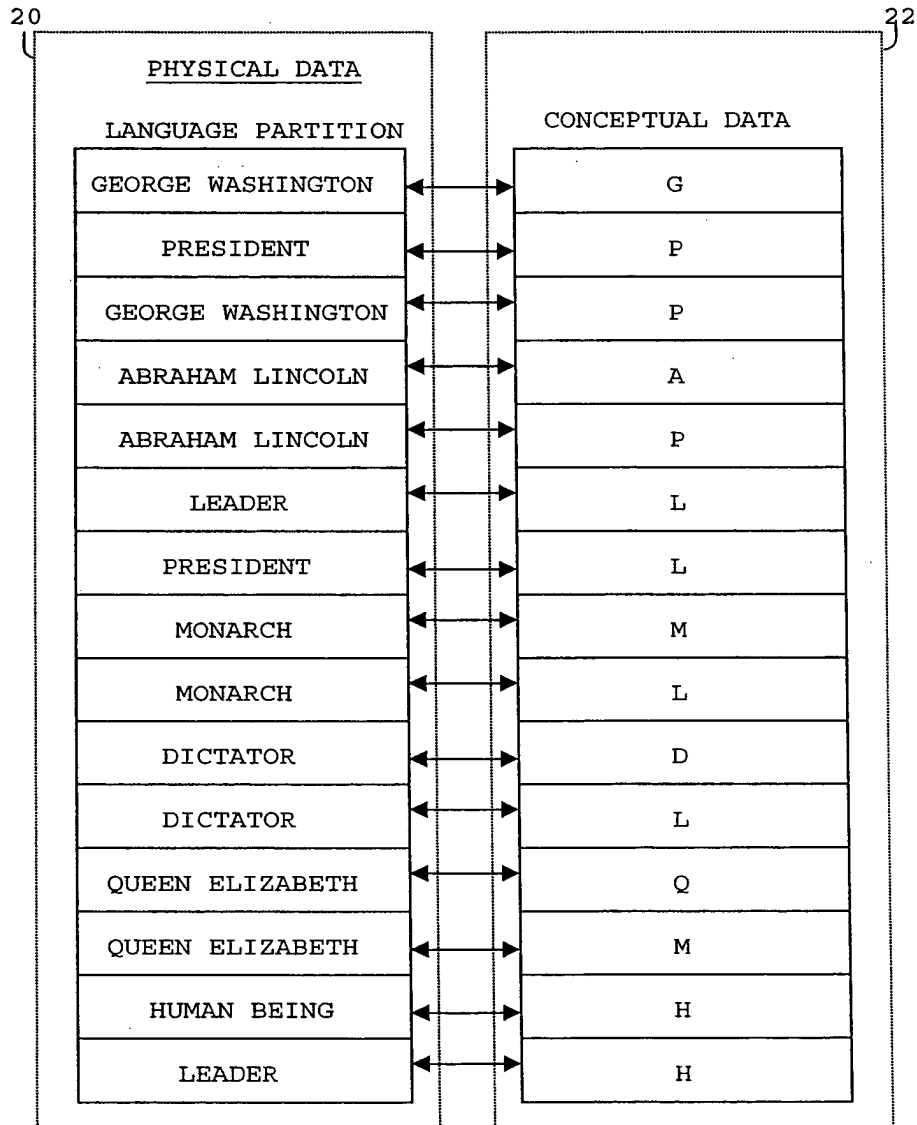 20 22
PHYSICAL DATA
LANGUAGE PARTITION CONCEPTUAL DATA
GEORGE WASHINGTON G
PRESIDENT P
GEORGE WASHINGTON P
ABRAHAM LINCOLN A
ABRAHAM LINCOLN P
LEADER L
PRESIDENT L
MONARCH M
MONARCH L
DICTATOR D
DICTATOR L
QUEEN ELIZABETH Q
QUEEN ELIZABETH M
HUMAN BEING H
LEADER H